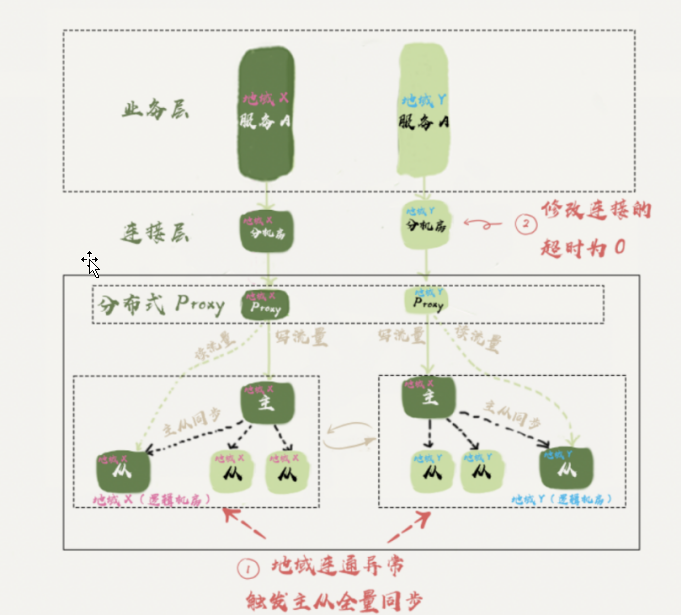 地域 X
服务 A
地域 Y
服务 A
业务层
连接层
地域 X
分机房
地域 Y
分机房
② 修改连接的
超时为 0
分布式 Proxy
地域 X
Proxy
地域 Y
Proxy
读流量
写流量
写流量
读流量
地域 X
主
地域 X
主
主从同步
主从同步
地域 X
从
地域 X
从
地域 X
从
地域 Y
从
地域 Y
从
地域 Y
从
地域 X（逻辑机房）
地域 Y（逻辑机房）
① 地域连通异常
触发主从全量同步